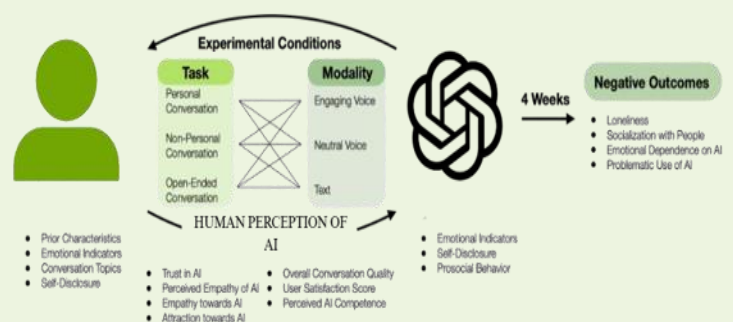 Experimental Conditions
Task
Personal
Conversation
Non-Personal
Conversation
Open-Ended
Conversation
Modality
Engaging Voice
Neutral Voice
Text
4 Weeks
Negative Outcomes
• Loneliness
• Socialization with People
• Emotional Dependence on AI
• Problematic Use of AI
HUMAN PERCEPTION OF
AI
• Prior Characteristics
• Emotional Indicators
• Conversation Topics
• Self-Disclosure
• Trust in AI
• Perceived Empathy of AI
• Empathy towards AI
• Attraction towards AI
• Overall Conversation Quality
• User Satisfaction Score
• Perceived AI Competence
• Emotional Indicators
• Self-Disclosure
• Prosocial Behavior